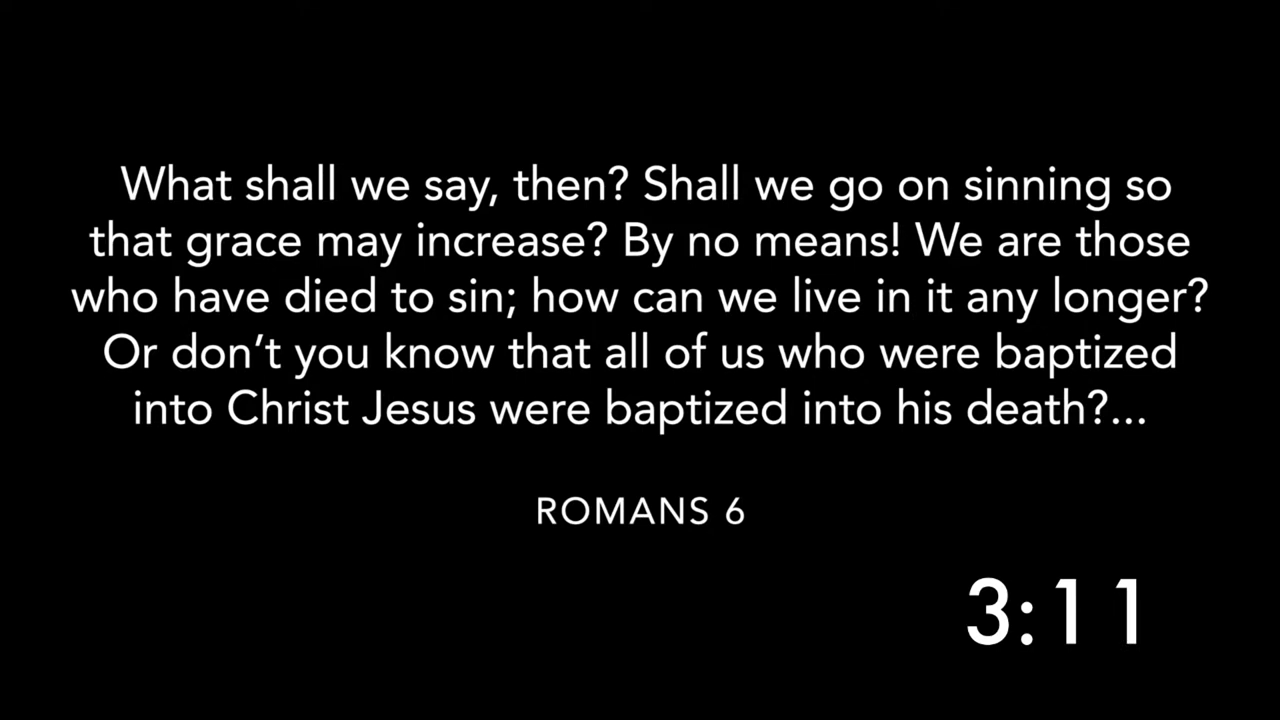 What shall we say, then? Shall we go on sinning so
that grace may increase? By no means! We are those
who have died to sin; how can we live in it any longer?
Or don’t you know that all of us who were baptized
into Christ Jesus were baptized into his death?...
ROMANS 6
3:11